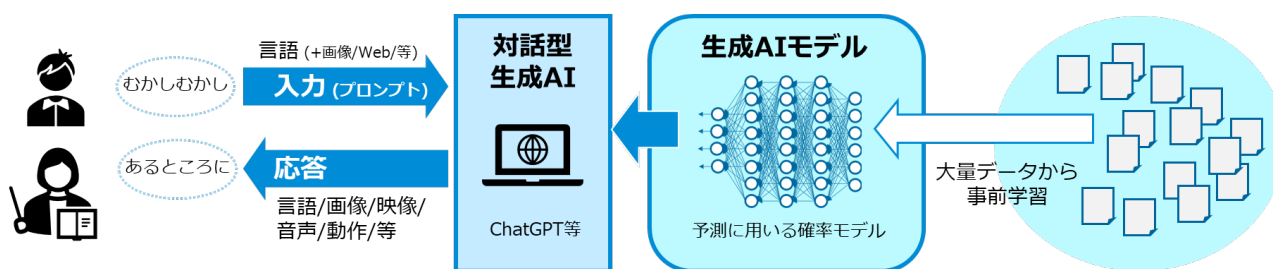 言語 (+画像/Web/等)
むかしむかし
入力 (プロンプト)
あるところに
応答
言語/画像/映像/
音声/動作/等
対話型
生成AI
ChatGPT等
生成AIモデル
予測に用いる確率モデル
大量データから
事前学習